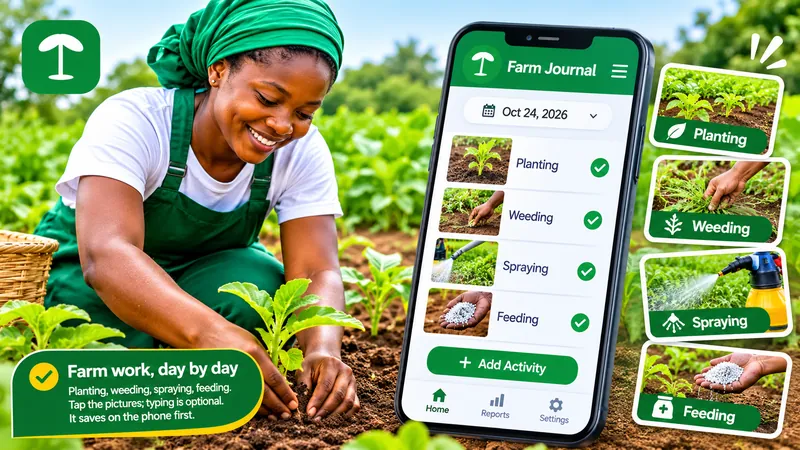 Farm Journal
Oct 24, 2026
Planting
Weeding
Spraying
Feeding
+ Add Activity
Home
Reports
Settings
Planting
Weeding
Spraying
Feeding
Farm work, day by day
Planting, weeding, spraying, feeding.
Tap the pictures; typing is optional.
It saves on the phone first.